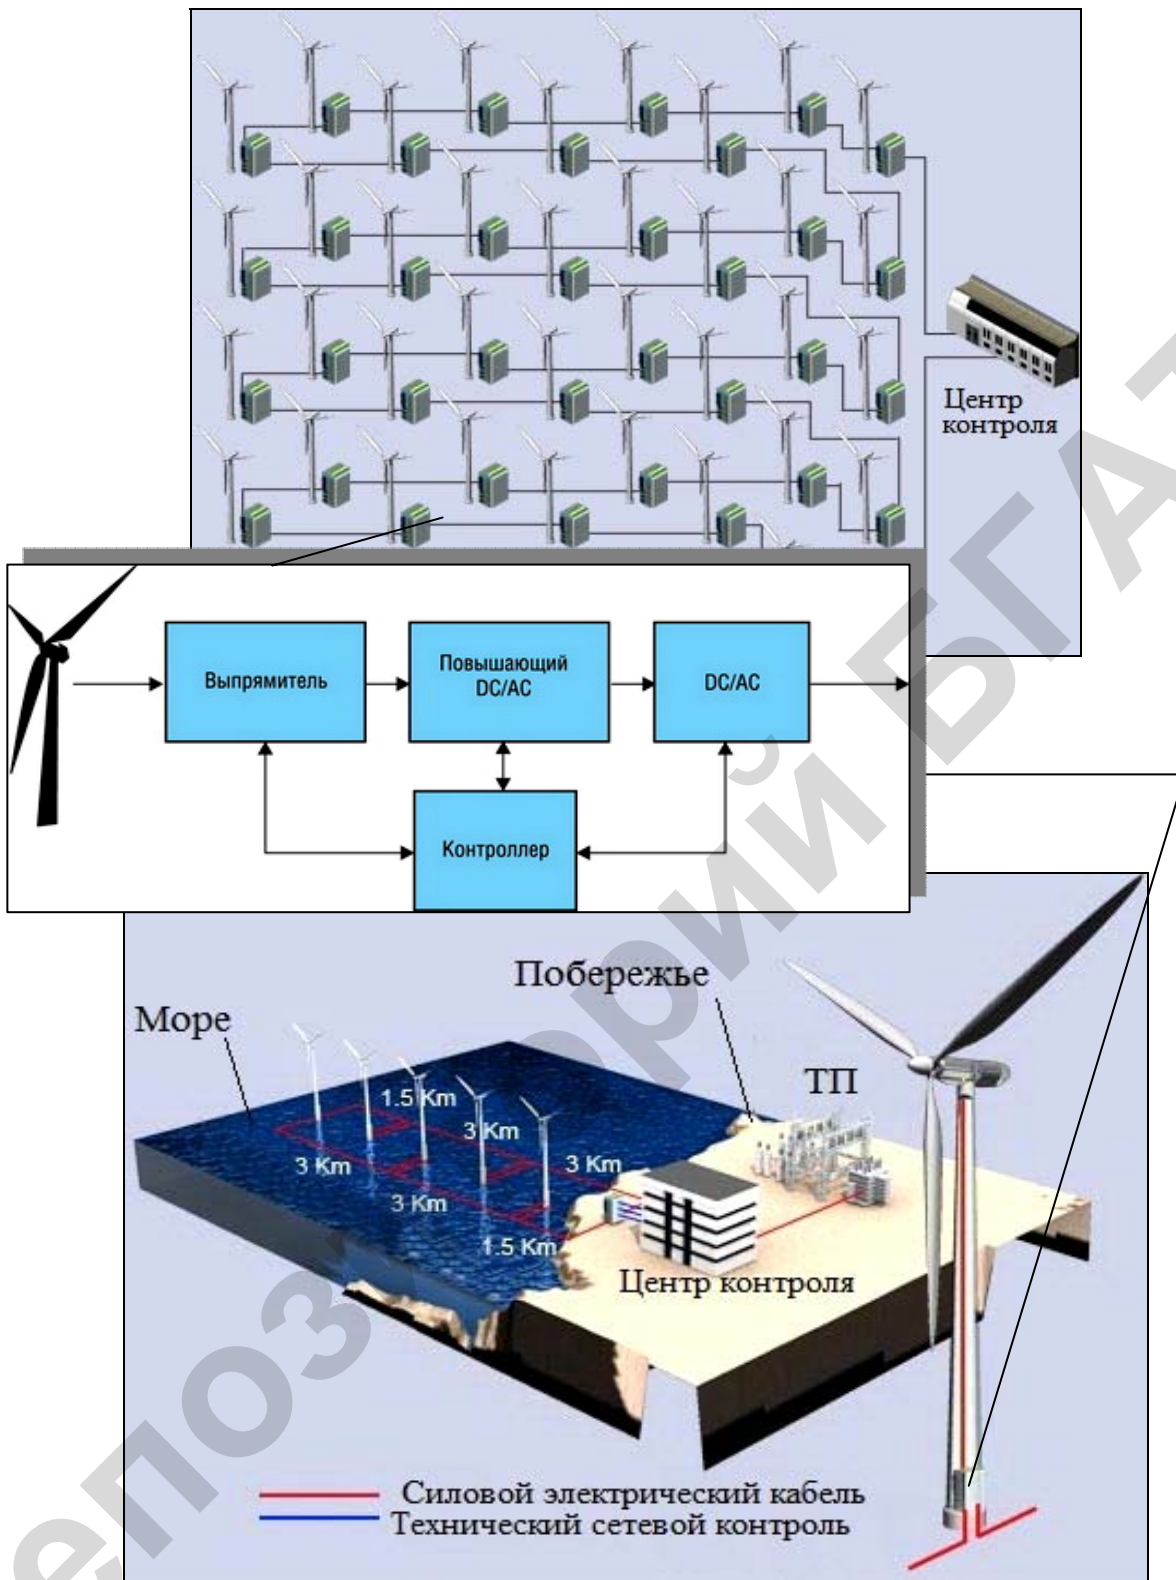 Центр
контроля
Выпрямитель
Повышающий
DC/AC
DC/AC
Контроллер
Побережье
Море
ТП
1.5 Km
3 Km
3 Km
3 Km
3 Km
1.5 Km
Центр контроля
Силовой электрический кабель
Технический сетевой контроль